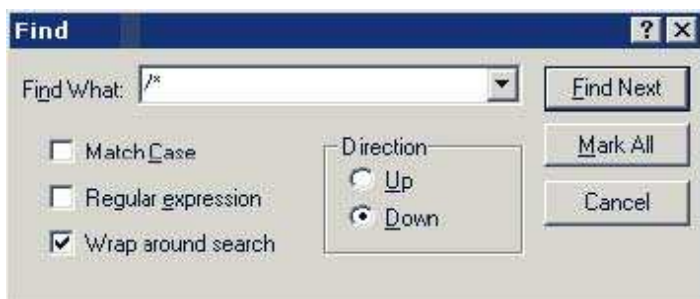 Find
Find What: /*
Find Next
Match Case
Direction
Mark All
Up
Regular expression
Cancel
Down
Wrap around search